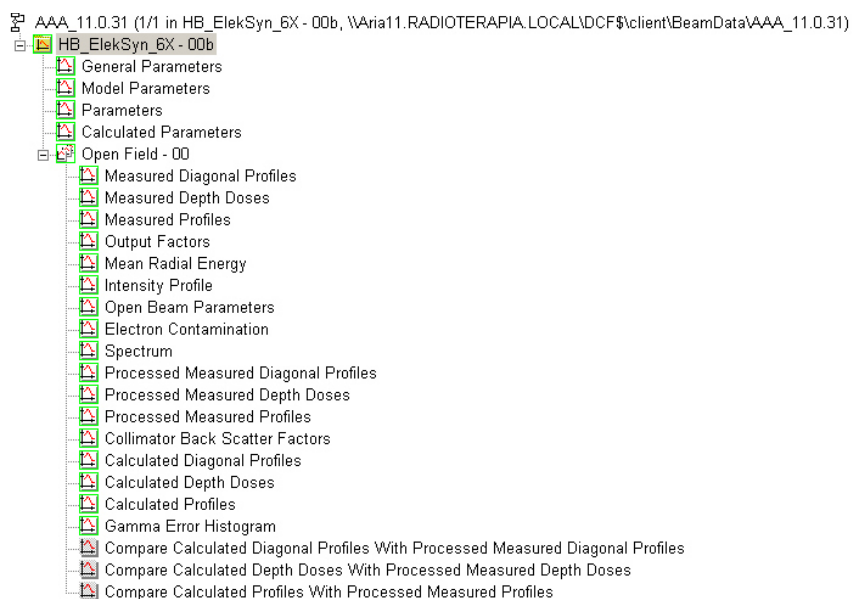 AAA_11.0.31 (1/1 in HB_ElekSyn_6X - 00b, \\Aria11.RADIOTERAPIA.LOCAL\DCF$\client\BeamData\AAA_11.0.31)
HB_ElekSyn_6X - 00b
General Parameters
Model Parameters
Parameters
Calculated Parameters
Open Field - 00
Measured Diagonal Profiles
Measured Depth Doses
Measured Profiles
Output Factors
Mean Radial Energy
Intensity Profile
Open Beam Parameters
Electron Contamination
Spectrum
Processed Measured Diagonal Profiles
Processed Measured Depth Doses
Processed Measured Profiles
Collimator Back Scatter Factors
Calculated Diagonal Profiles
Calculated Depth Doses
Calculated Profiles
Gamma Error Histogram
Compare Calculated Diagonal Profiles With Processed Measured Diagonal Profiles
Compare Calculated Depth Doses With Processed Measured Depth Doses
Compare Calculated Profiles With Processed Measured Profiles